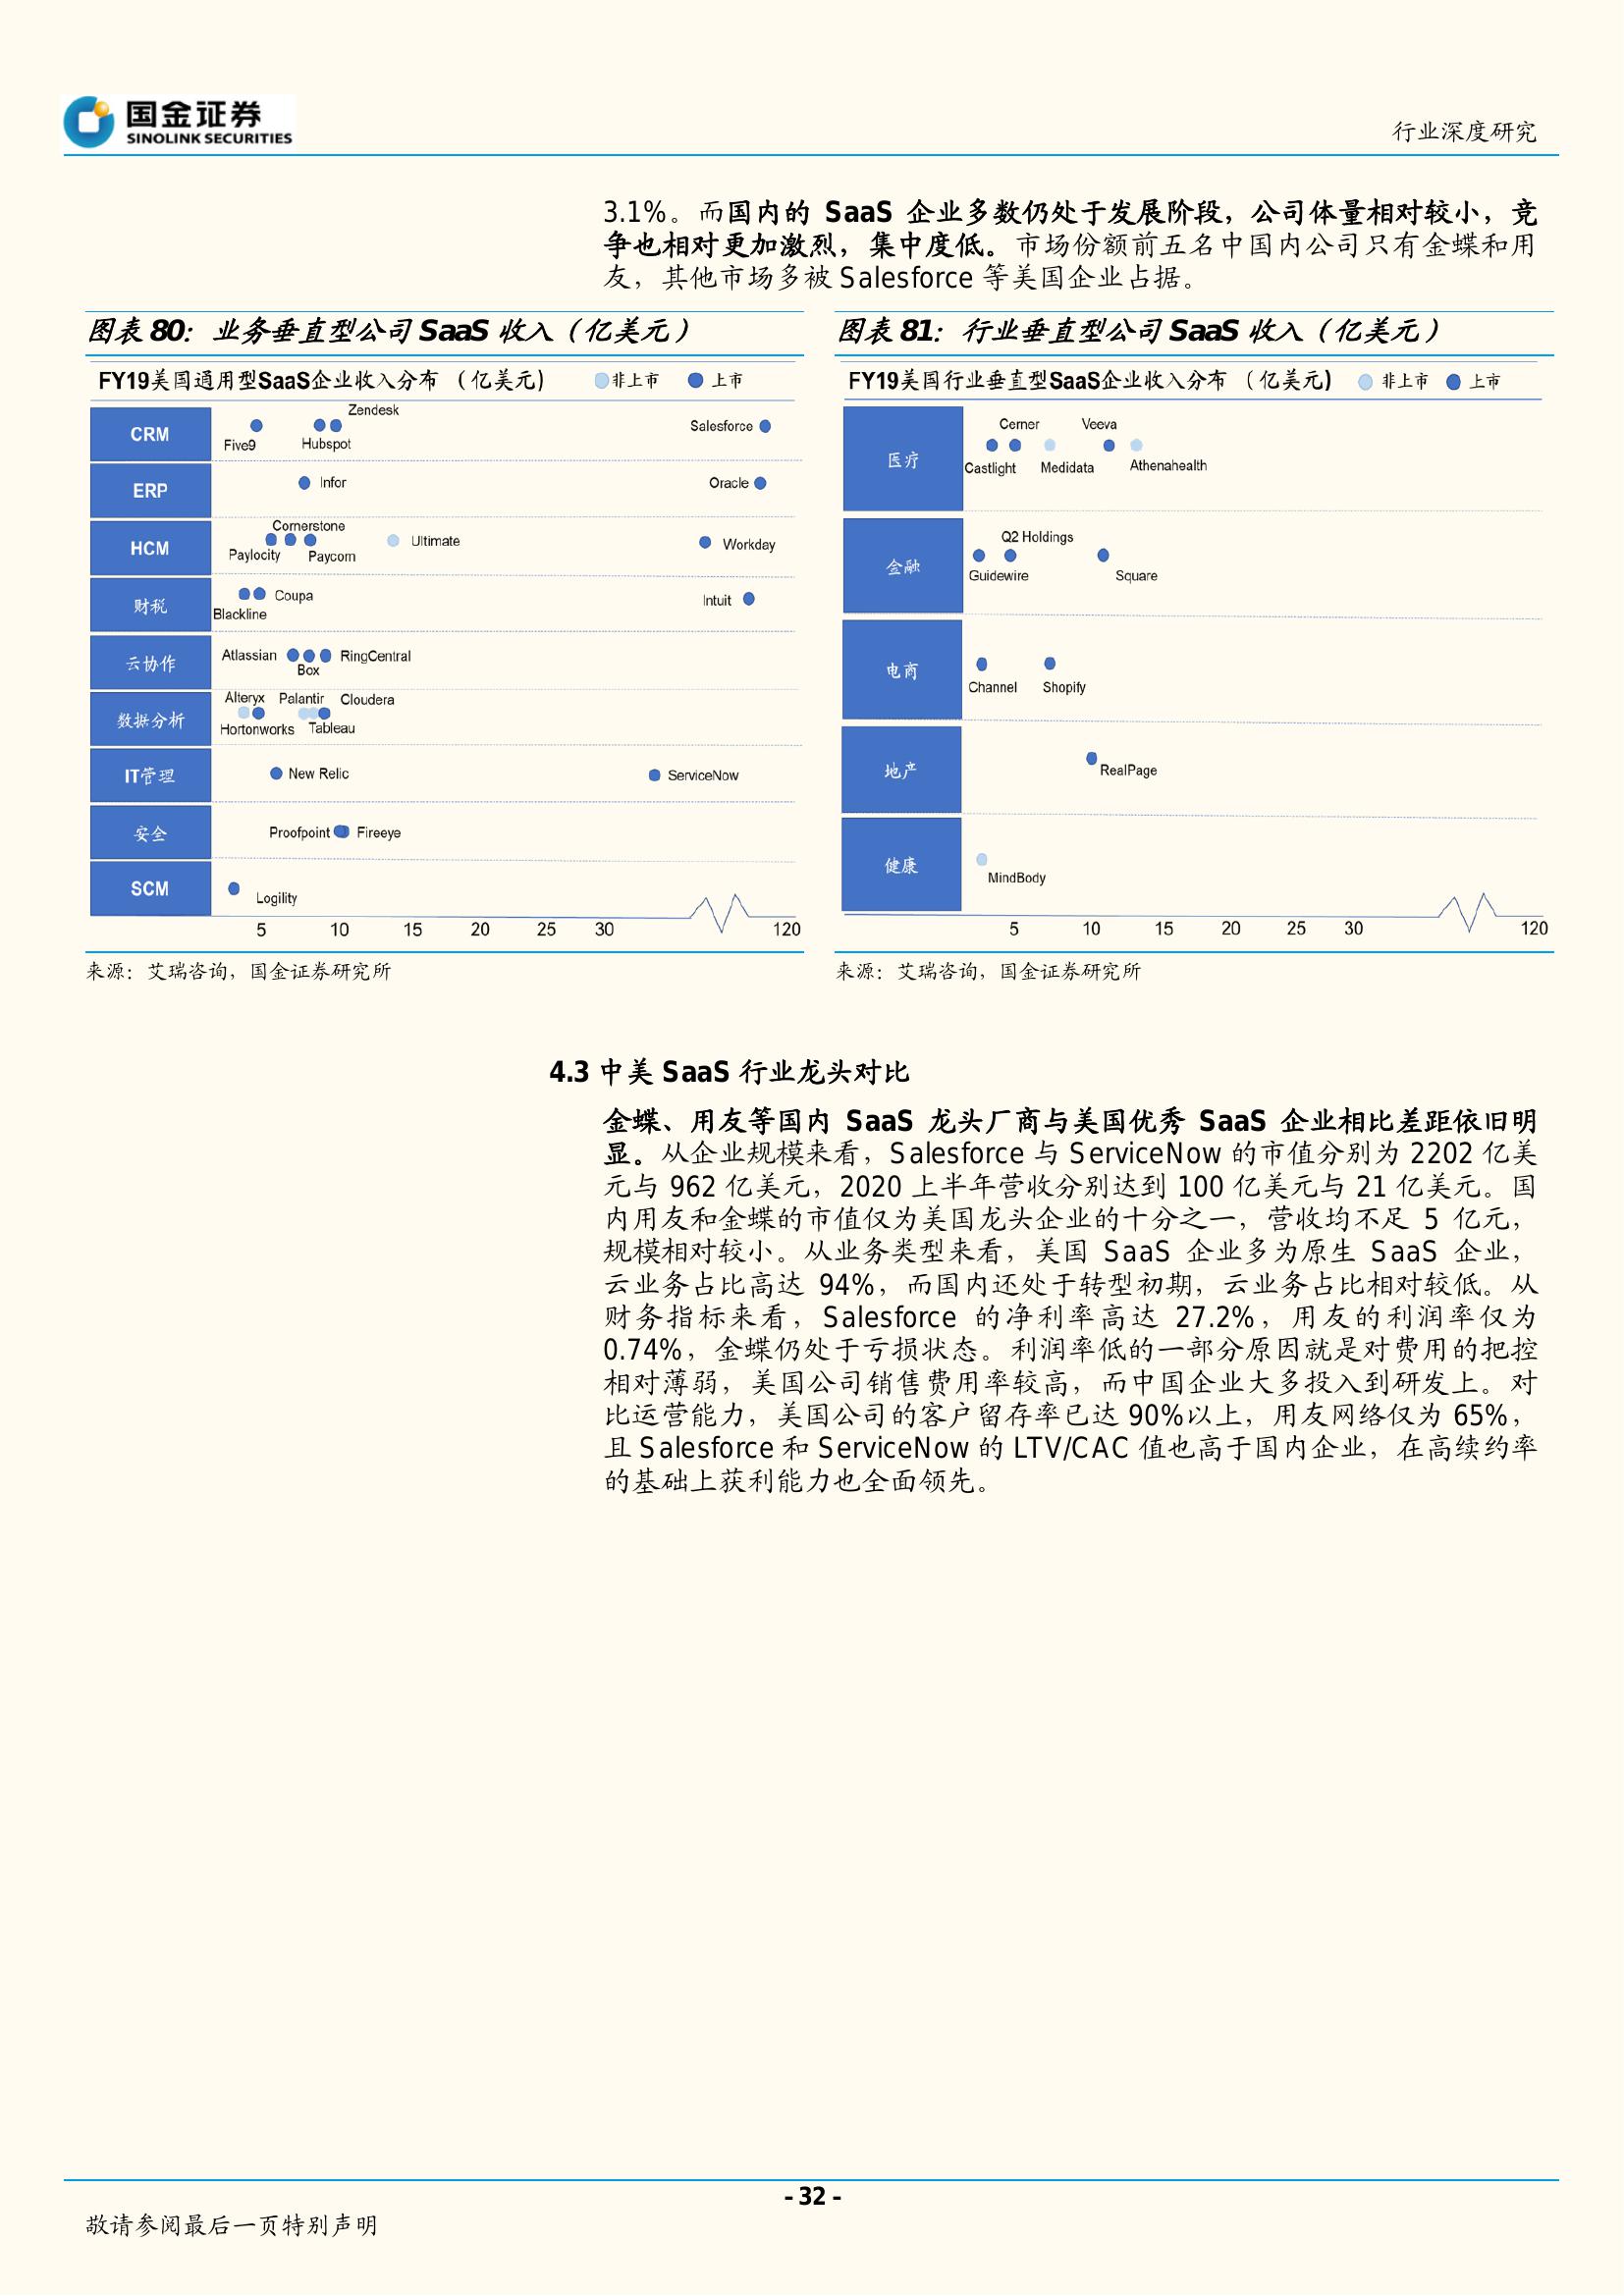 国金证券
SINOLINK SECURITIES
行业深度研究
3.1%。而国内的 SaaS 企业多数仍处于发展阶段，公司体量相对较小，竞
争也相对更加激烈，集中度低。市场份额前五名中国内公司只有金蝶和用
友，其他市场多被 Salesforce 等美国企业占据。
图表 80：业务垂直型公司 SaaS 收入（亿美元）
FY19美国通用型SaaS企业收入分布 （亿美元) 非上市 上市
CRM
Zendesk
Five9
Hubspot
Salesforce
ERP
Infor
Oracle
HCM
Cornerstone
Paylocity
Paycom
Ultimate
Workday
财税
Coupa
Blackline
Intuit
云协作
Atlassian
Box
RingCentral
数据分析
Alteryx
Palantir
Cloudera
Hortonworks
Tableau
IT管理
New Relic
ServiceNow
安全
Proofpoint
Fireeye
SCM
Logility
5 10 15 20 25 30 120
来源：艾瑞咨询，国金证券研究所
图表 81：行业垂直型公司 SaaS 收入（亿美元）
FY19美国行业垂直型SaaS企业收入分布 （亿美元) 非上市 上市
医疗
Cerner
Veeva
Castlight
Medidata
Athenahealth
金融
Q2 Holdings
Guidewire
Square
电商
Channel
Shopify
地产
RealPage
健康
MindBody
5 10 15 20 25 30 120
来源：艾瑞咨询，国金证券研究所
4.3 中美 SaaS 行业龙头对比
金蝶、用友等国内 SaaS 龙头厂商与美国优秀 SaaS 企业相比差距依旧明
显。从企业规模来看，Salesforce 与 ServiceNow 的市值分别为 2202 亿美
元与 962 亿美元，2020 上半年营收分别达到 100 亿美元与 21 亿美元。国
内用友和金蝶的市值仅为美国龙头企业的十分之一，营收均不足 5 亿元，
规模相对较小。从业务类型来看，美国 SaaS 企业多为原生 SaaS 企业，
云业务占比高达 94%，而国内还处于转型初期，云业务占比相对较低。从
财务指标来看，Salesforce 的净利率高达 27.2%，用友的利润率仅为
0.74%，金蝶仍处于亏损状态。利润率低的一部分原因就是对费用的把控
相对薄弱，美国公司销售费用率较高，而中国企业大多投入到研发上。对
比运营能力，美国公司的客户留存率已达 90%以上，用友网络仅为 65%，
且 Salesforce 和 ServiceNow 的 LTV/CAC 值也高于国内企业，在高续约率
的基础上获利能力也全面领先。
- 32 -
敬请参阅最后一页特别声明